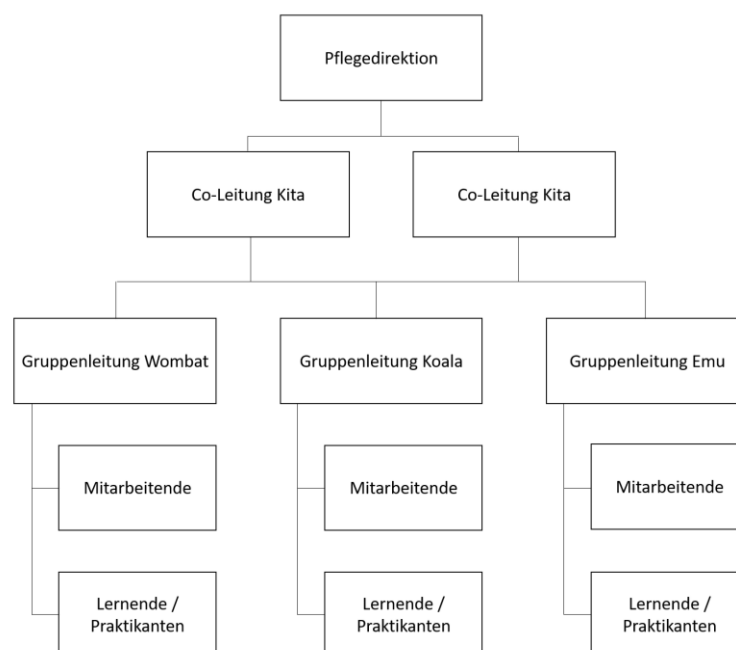 Pflegedirektion
Co-Leitung Kita
Co-Leitung Kita
Gruppenleitung Wombat
Gruppenleitung Koala
Gruppenleitung Emu
Mitarbeitende
Mitarbeitende
Mitarbeitende
Lernende /
Praktikanten
Lernende /
Praktikanten
Lernende /
Praktikanten